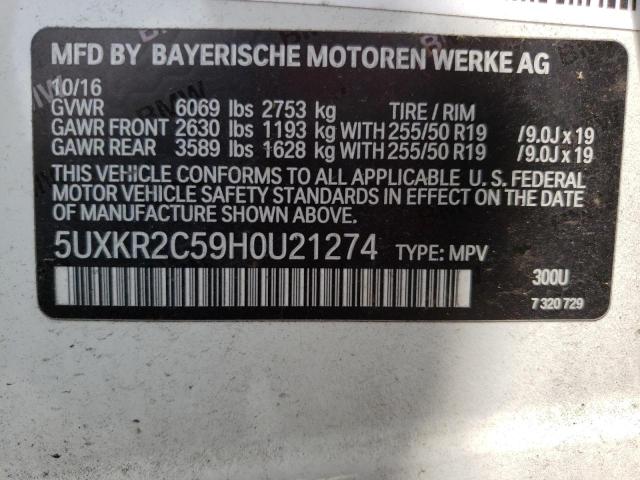 MFD BY BAYERISCHE MOTOREN WERKE AG
10/16
GVWR 6069 lbs 2753 kg TIRE / RIM
GAWR FRONT 2630 lbs 1193 kg WITH 255/50 R19 /9.0J x 19
GAWR REAR 3589 lbs 1628 kg WITH 255/50 R19 /9.0J x 19
THIS VEHICLE CONFORMS TO ALL APPLICABLE U. S. FEDERAL
MOTOR VEHICLE SAFETY STANDARDS IN EFFECT ON THE DATE
OF MANUFACTURE SHOWN ABOVE.
5UXKR2C59H0U21274 TYPE: MPV
300U
7 320 729